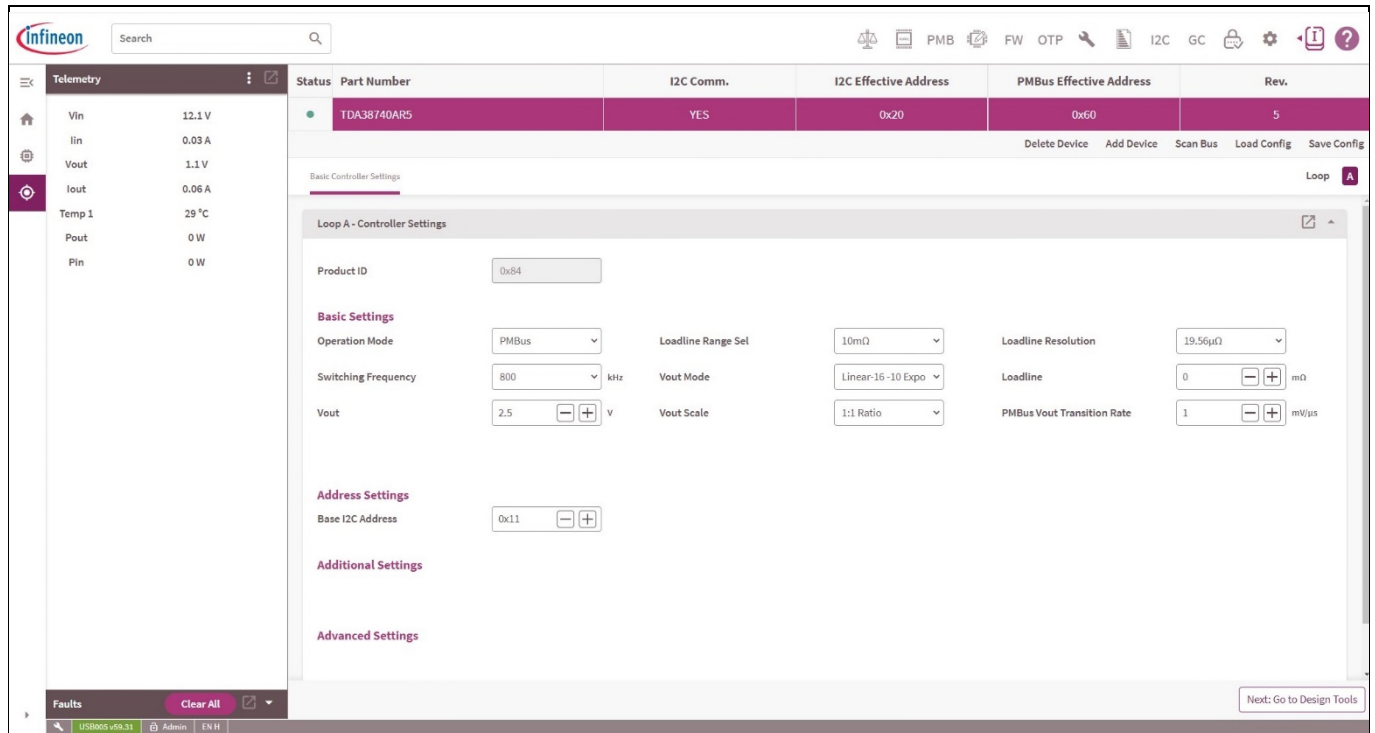 infineon
Search
PMB FW OTP I2C GC
Telemetry
Vin 12.1 V
Iin 0.03 A
Vout 1.1 V
Iout 0.06 A
Temp 1 29 °C
Pout 0 W
Pin 0 W
Faults Clear All
Status Part Number I2C Comm. I2C Effective Address PMBus Effective Address Rev.
TDA38740AR5 YES 0x20 0x60 5
Delete Device Add Device Scan Bus Load Config Save Config
Basic Controller Settings Loop A
Loop A - Controller Settings
Product ID 0x84
Basic Settings
Operation Mode PMBus Loadline Range Sel 10mΩ Loadline Resolution 19.56μΩ
Switching Frequency 800 kHz Vout Mode Linear-16 -10 Expo Loadline 0 mΩ
Vout 2.5 V Vout Scale 1:1 Ratio PMBus Vout Transition Rate 1 mV/μs
Address Settings
Base I2C Address 0x11
Additional Settings
Advanced Settings
Next: Go to Design Tools
USB005 v59.31 Admin EN H